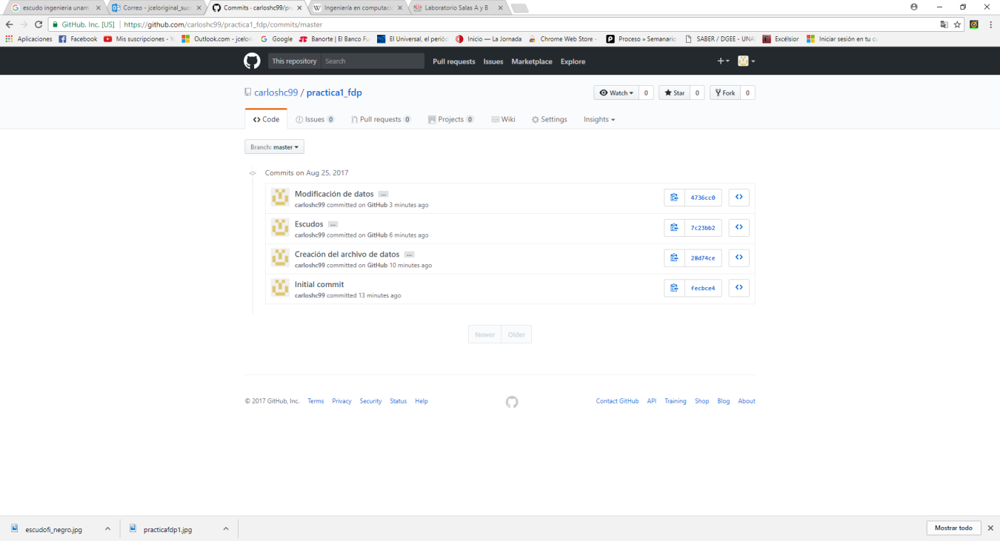 escudo ingenieria unam
Correo - jceloriginal_suc
Commits · carloshc99/pr
Ingeniería en computaci
Laboratorio Salas A y B
GitHub, Inc. [US] | https://github.com/carloshc99/practica1_fdp/commits/master
Aplicaciones Facebook Mis suscripciones - Y Outlook.com - jcelon Google Banorte | El Banco Fu El Universal, el periód Inicio — La Jornada Chrome Web Store - Proceso » Semanario SABER / DGEE - UNA Excélsior Iniciar sesión en tu cu
This repository Search Pull requests Issues Marketplace Explore
carloshc99 / practica1_fdp
Watch 0 Star 0 Fork 0
Code Issues 0 Pull requests 0 Projects 0 Wiki Settings Insights
Branch: master
Commits on Aug 25, 2017
Modificación de datos …
carloshc99 committed on GitHub 3 minutes ago
4736cc0
Escudos …
carloshc99 committed on GitHub 6 minutes ago
7c23bb2
Creación del archivo de datos …
carloshc99 committed on GitHub 10 minutes ago
28d74ce
Initial commit
carloshc99 committed 13 minutes ago
fecbce4
Newer Older
© 2017 GitHub, Inc. Terms Privacy Security Status Help
Contact GitHub API Training Shop Blog About
escudofi_negro.jpg practicafdp1.jpg Mostrar todo